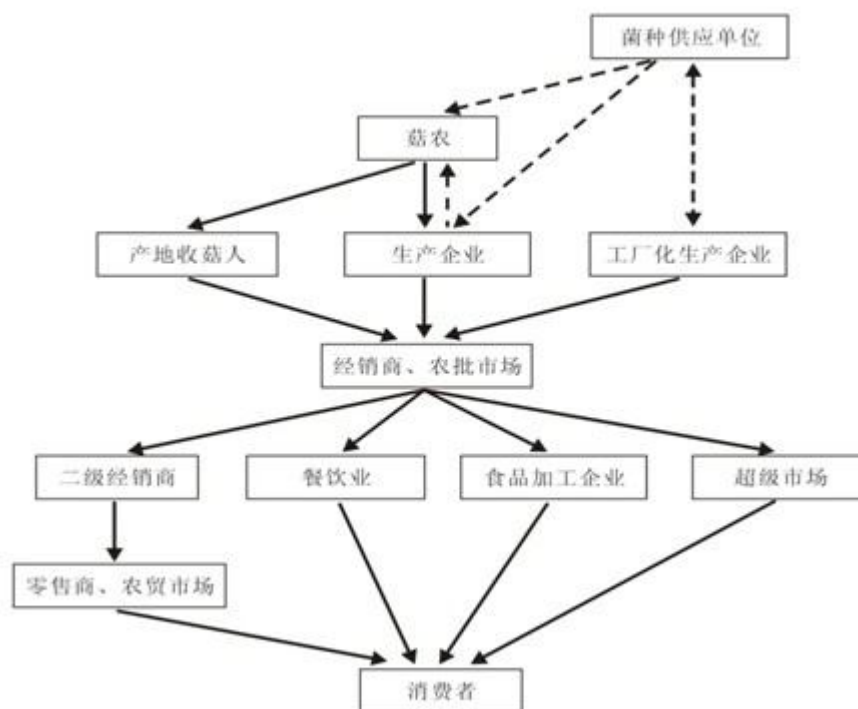 菌种供应单位
菇农
产地收菇人
生产企业
工厂化生产企业
经销商、农批市场
二级经销商
餐饮业
食品加工企业
超级市场
零售商、农贸市场
消费者